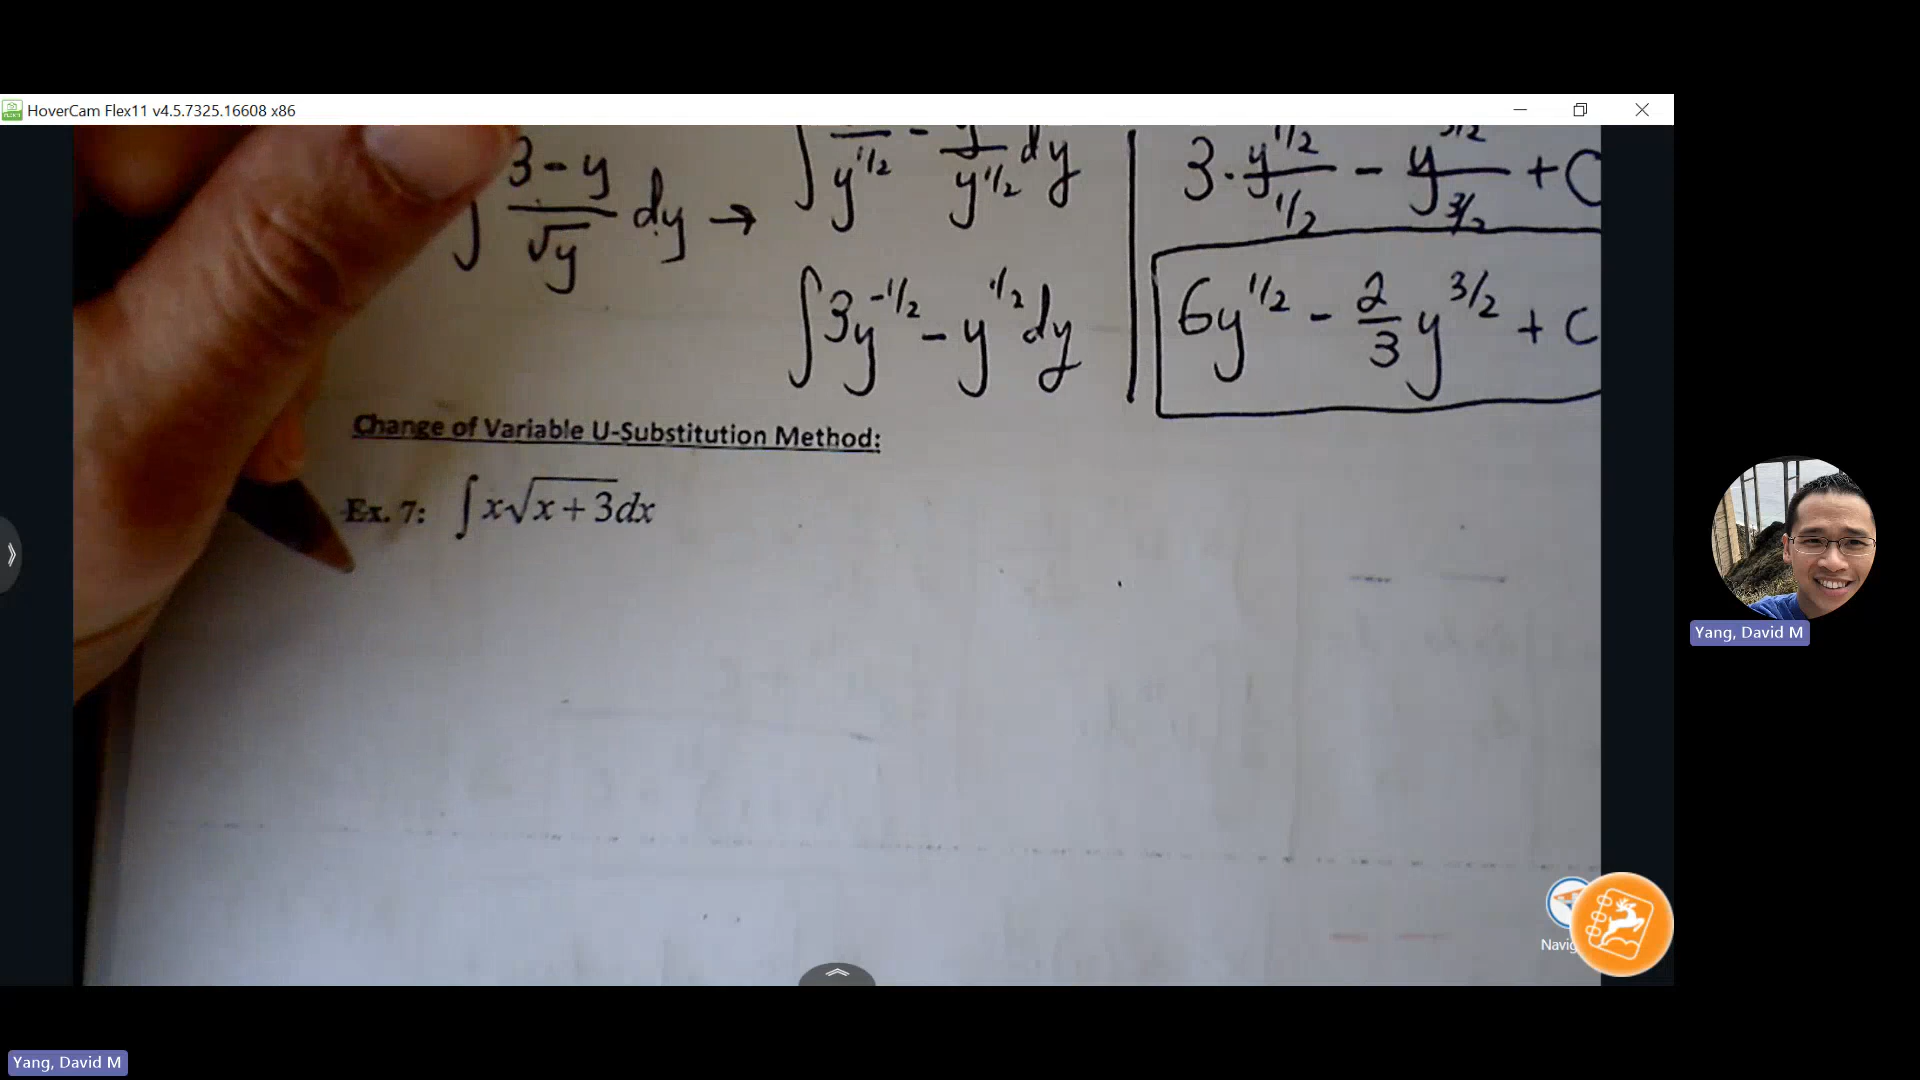 HoverCam Flex11 v4.5.7325.16608 x86
∫ 3 - y / √y dy →
∫ / y^1/2 - y / y^1/2 dy
∫ 3y^-1/2 - y^1/2 dy
3 · y^1/2 / 1/2 - y^3/2 / 3/2 + C
6y^1/2 - 2/3 y^3/2 + C
Change of Variable U-Substitution Method:
Ex. 7: ∫ x√x + 3 dx
Yang, David M
Yang, David M